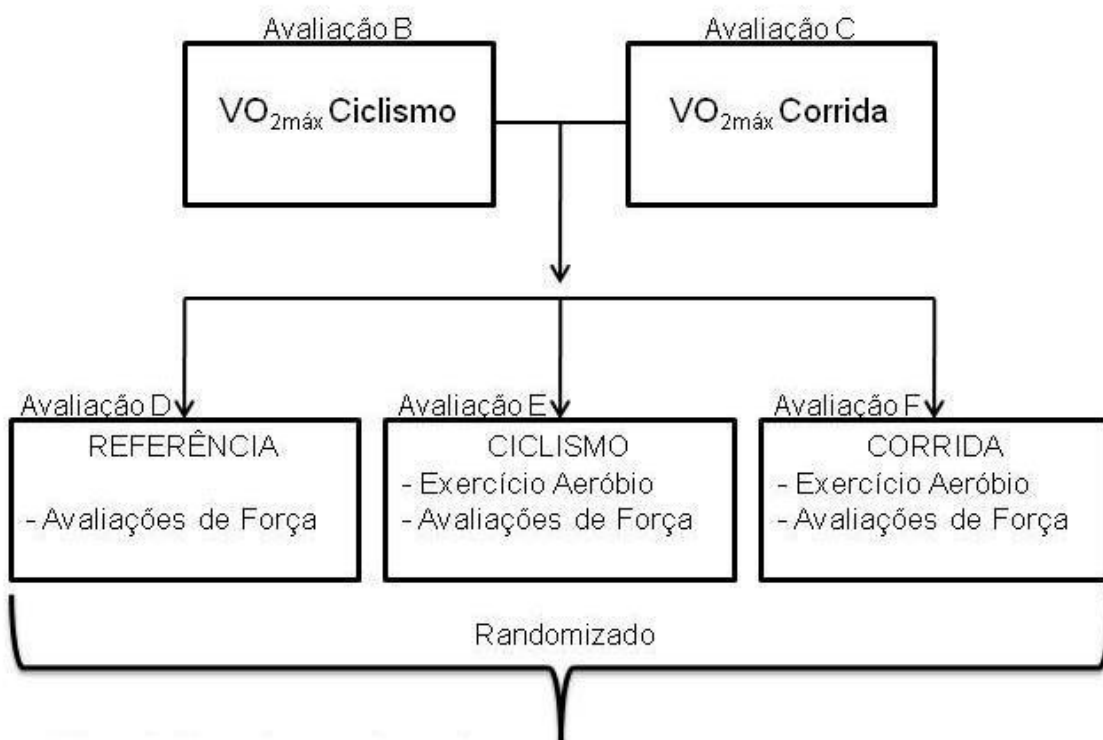 Avaliação B
Avaliação C
VO2máx Ciclismo
VO2máx Corrida
Avaliação D
Avaliação E
Avaliação F
REFERÊNCIA
- Avaliações de Força
CICLISMO
- Exercício Aeróbio
- Avaliações de Força
CORRIDA
- Exercício Aeróbio
- Avaliações de Força
Randomizado